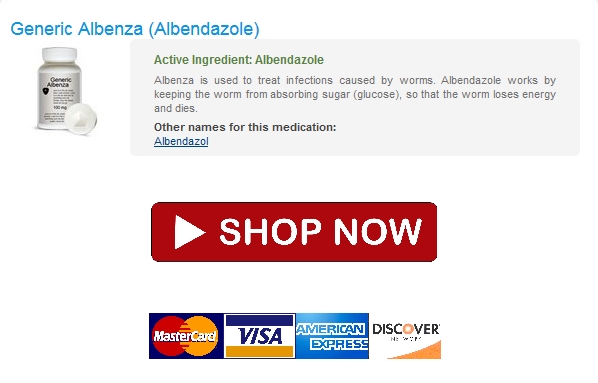 Generic Albenza (Albendazole)
Generic
Albenza
100 mg
Active Ingredient: Albendazole
Albenza is used to treat infections caused by worms. Albendazole works by
keeping the worm from absorbing sugar (glucose), so that the worm loses energy
and dies.
Other names for this medication:
Albendazol
SHOP NOW
MasterCard
VISA
AMERICAN
EXPRESS
DISCOVER
NETWORK